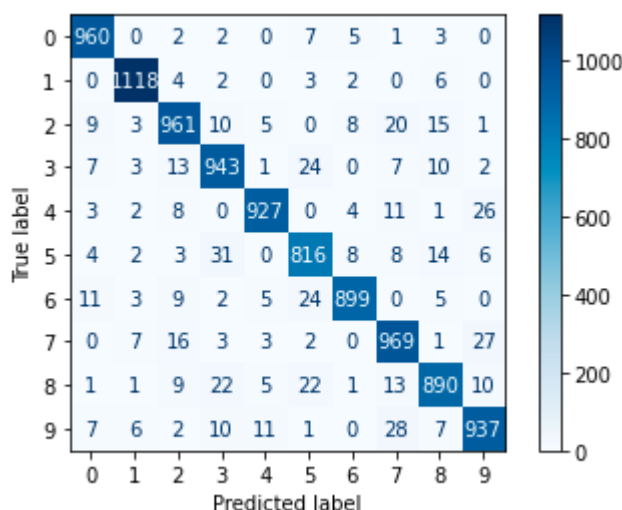 0 960 0 2 2 0 7 5 1 3 0
1 0 1118 4 2 0 3 2 0 6 0
2 9 3 961 10 5 0 8 20 15 1
3 7 3 13 943 1 24 0 7 10 2
4 3 2 8 0 927 0 4 11 1 26
5 4 2 3 31 0 816 8 8 14 6
6 11 3 9 2 5 24 899 0 5 0
7 0 7 16 3 3 2 0 969 1 27
8 1 1 9 22 5 22 1 13 890 10
9 7 6 2 10 11 1 0 28 7 937
0 1 2 3 4 5 6 7 8 9
Predicted label
True label
1000
800
600
400
200
0